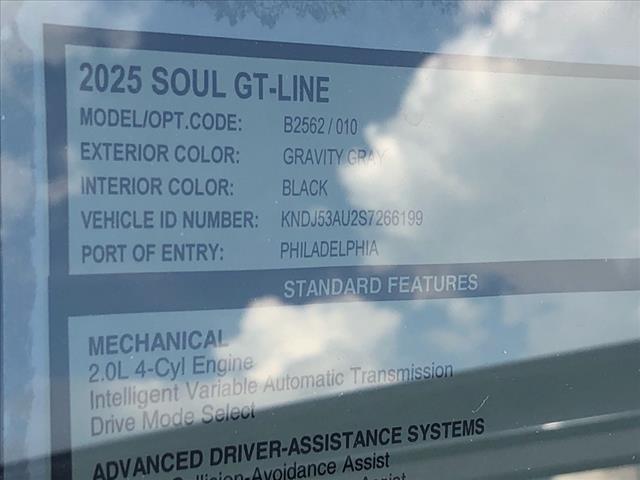 2025 SOUL GT-LINE
MODEL/OPT.CODE: B2562 / 010
EXTERIOR COLOR: GRAVITY GRAY
INTERIOR COLOR: BLACK
VEHICLE ID NUMBER: KNDJ53AU2S7266199
PORT OF ENTRY: PHILADELPHIA
STANDARD FEATURES
MECHANICAL
2.0L 4-Cyl Engine
Intelligent Variable Automatic Transmission
Drive Mode Select
ADVANCED DRIVER-ASSISTANCE SYSTEMS
Collision-Avoidance Assist
Assist